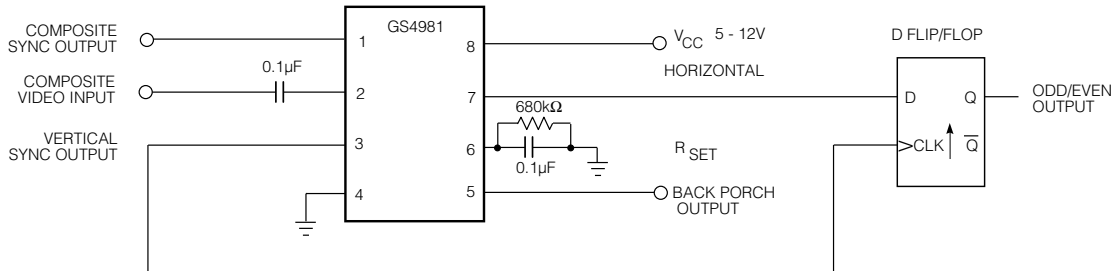 COMPOSITE
SYNC OUTPUT
COMPOSITE
VIDEO INPUT
0.1µF
VERTICAL
SYNC OUTPUT
GS4981
1
2
3
4
8
7
6
5
V CC 5 - 12V
HORIZONTAL
680kΩ
0.1µF
R SET
BACK PORCH
OUTPUT
D FLIP/FLOP
D Q
CLK Q̅
ODD/EVEN
OUTPUT